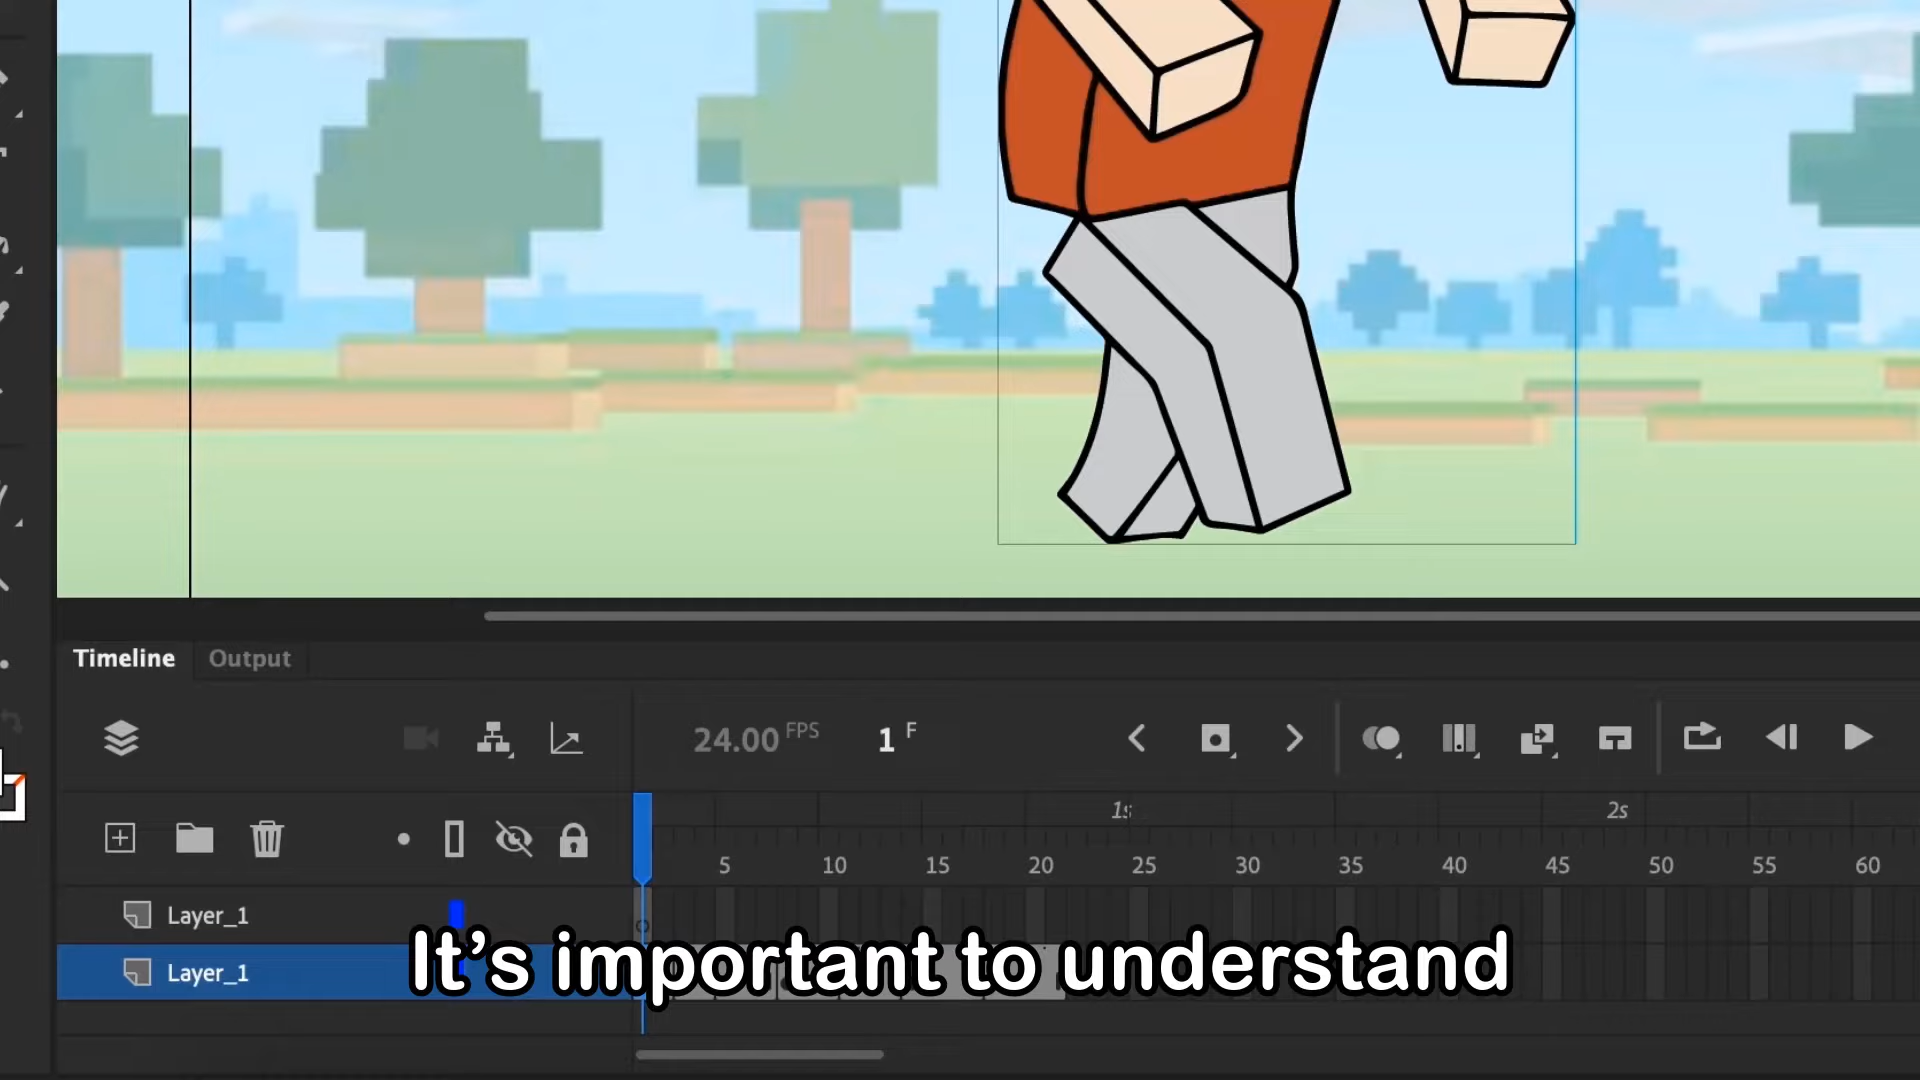 Timeline Output
24.00 FPS 1 F
1s 2s
5 10 15 20 25 30 35 40 45 50 55 60
Layer_1
Layer_1
It's important to understand